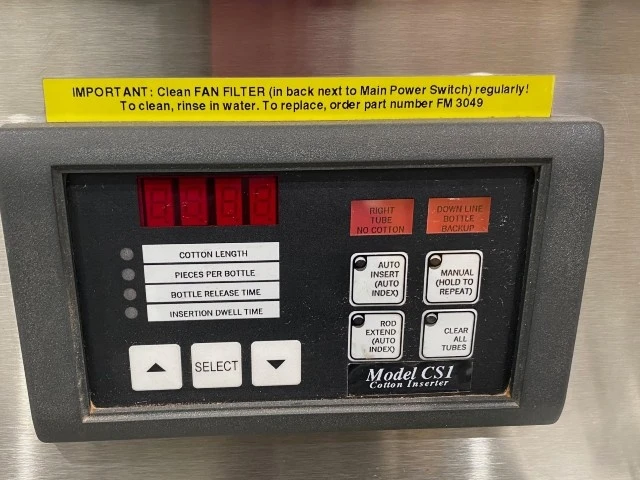 IMPORTANT: Clean FAN FILTER (in back next to Main Power Switch) regularly!
To clean, rinse in water. To replace, order part number FM 3049
RIGHT
TUBE
NO COTTON
DOWN LINE
BOTTLE
BACKUP
COTTON LENGTH
PIECES PER BOTTLE
BOTTLE RELEASE TIME
INSERTION DWELL TIME
AUTO
INSERT
(AUTO
INDEX)
MANUAL
(HOLD TO
REPEAT)
ROD
EXTEND
(AUTO
INDEX)
CLEAR
ALL
TUBES
SELECT
Model CS1
Cotton Inserter